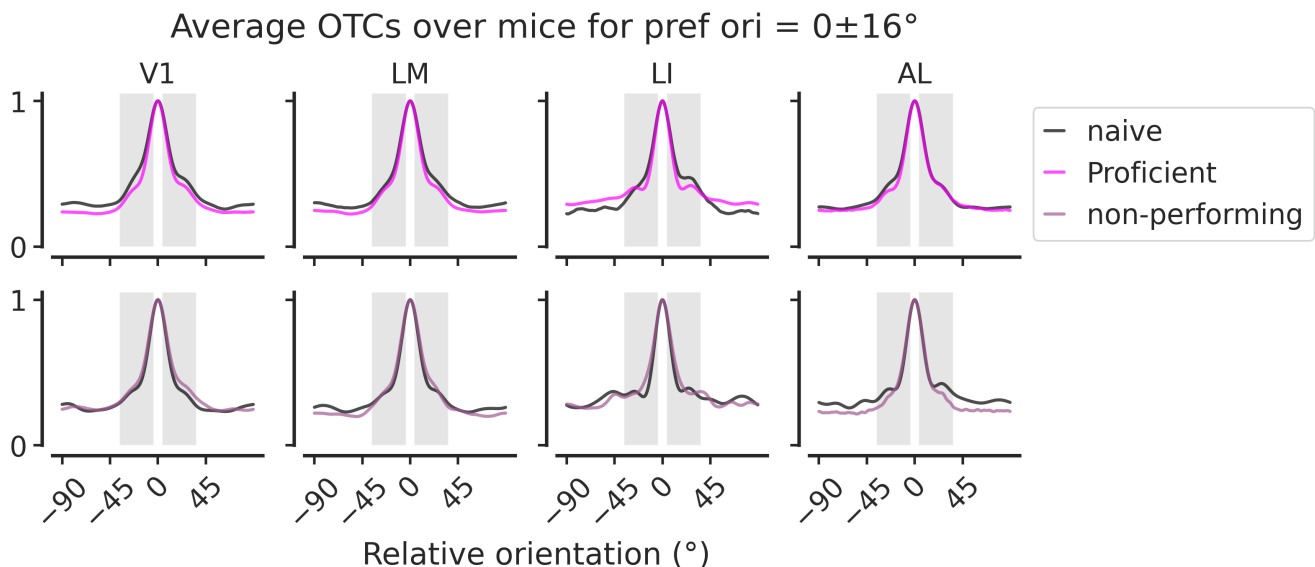 Average OTCs over mice for pref ori = 0±16°
V1
LM
LI
AL
1
0
naive
Proficient
non-performing
1
0
−90 −45 0 45
−90 −45 0 45
−90 −45 0 45
−90 −45 0 45
Relative orientation (°)